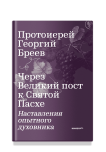 Протоиерей
Георгий
Бреев
Через
Великий пост
к Святой
Пасхе
Наставления
опытного
духовника